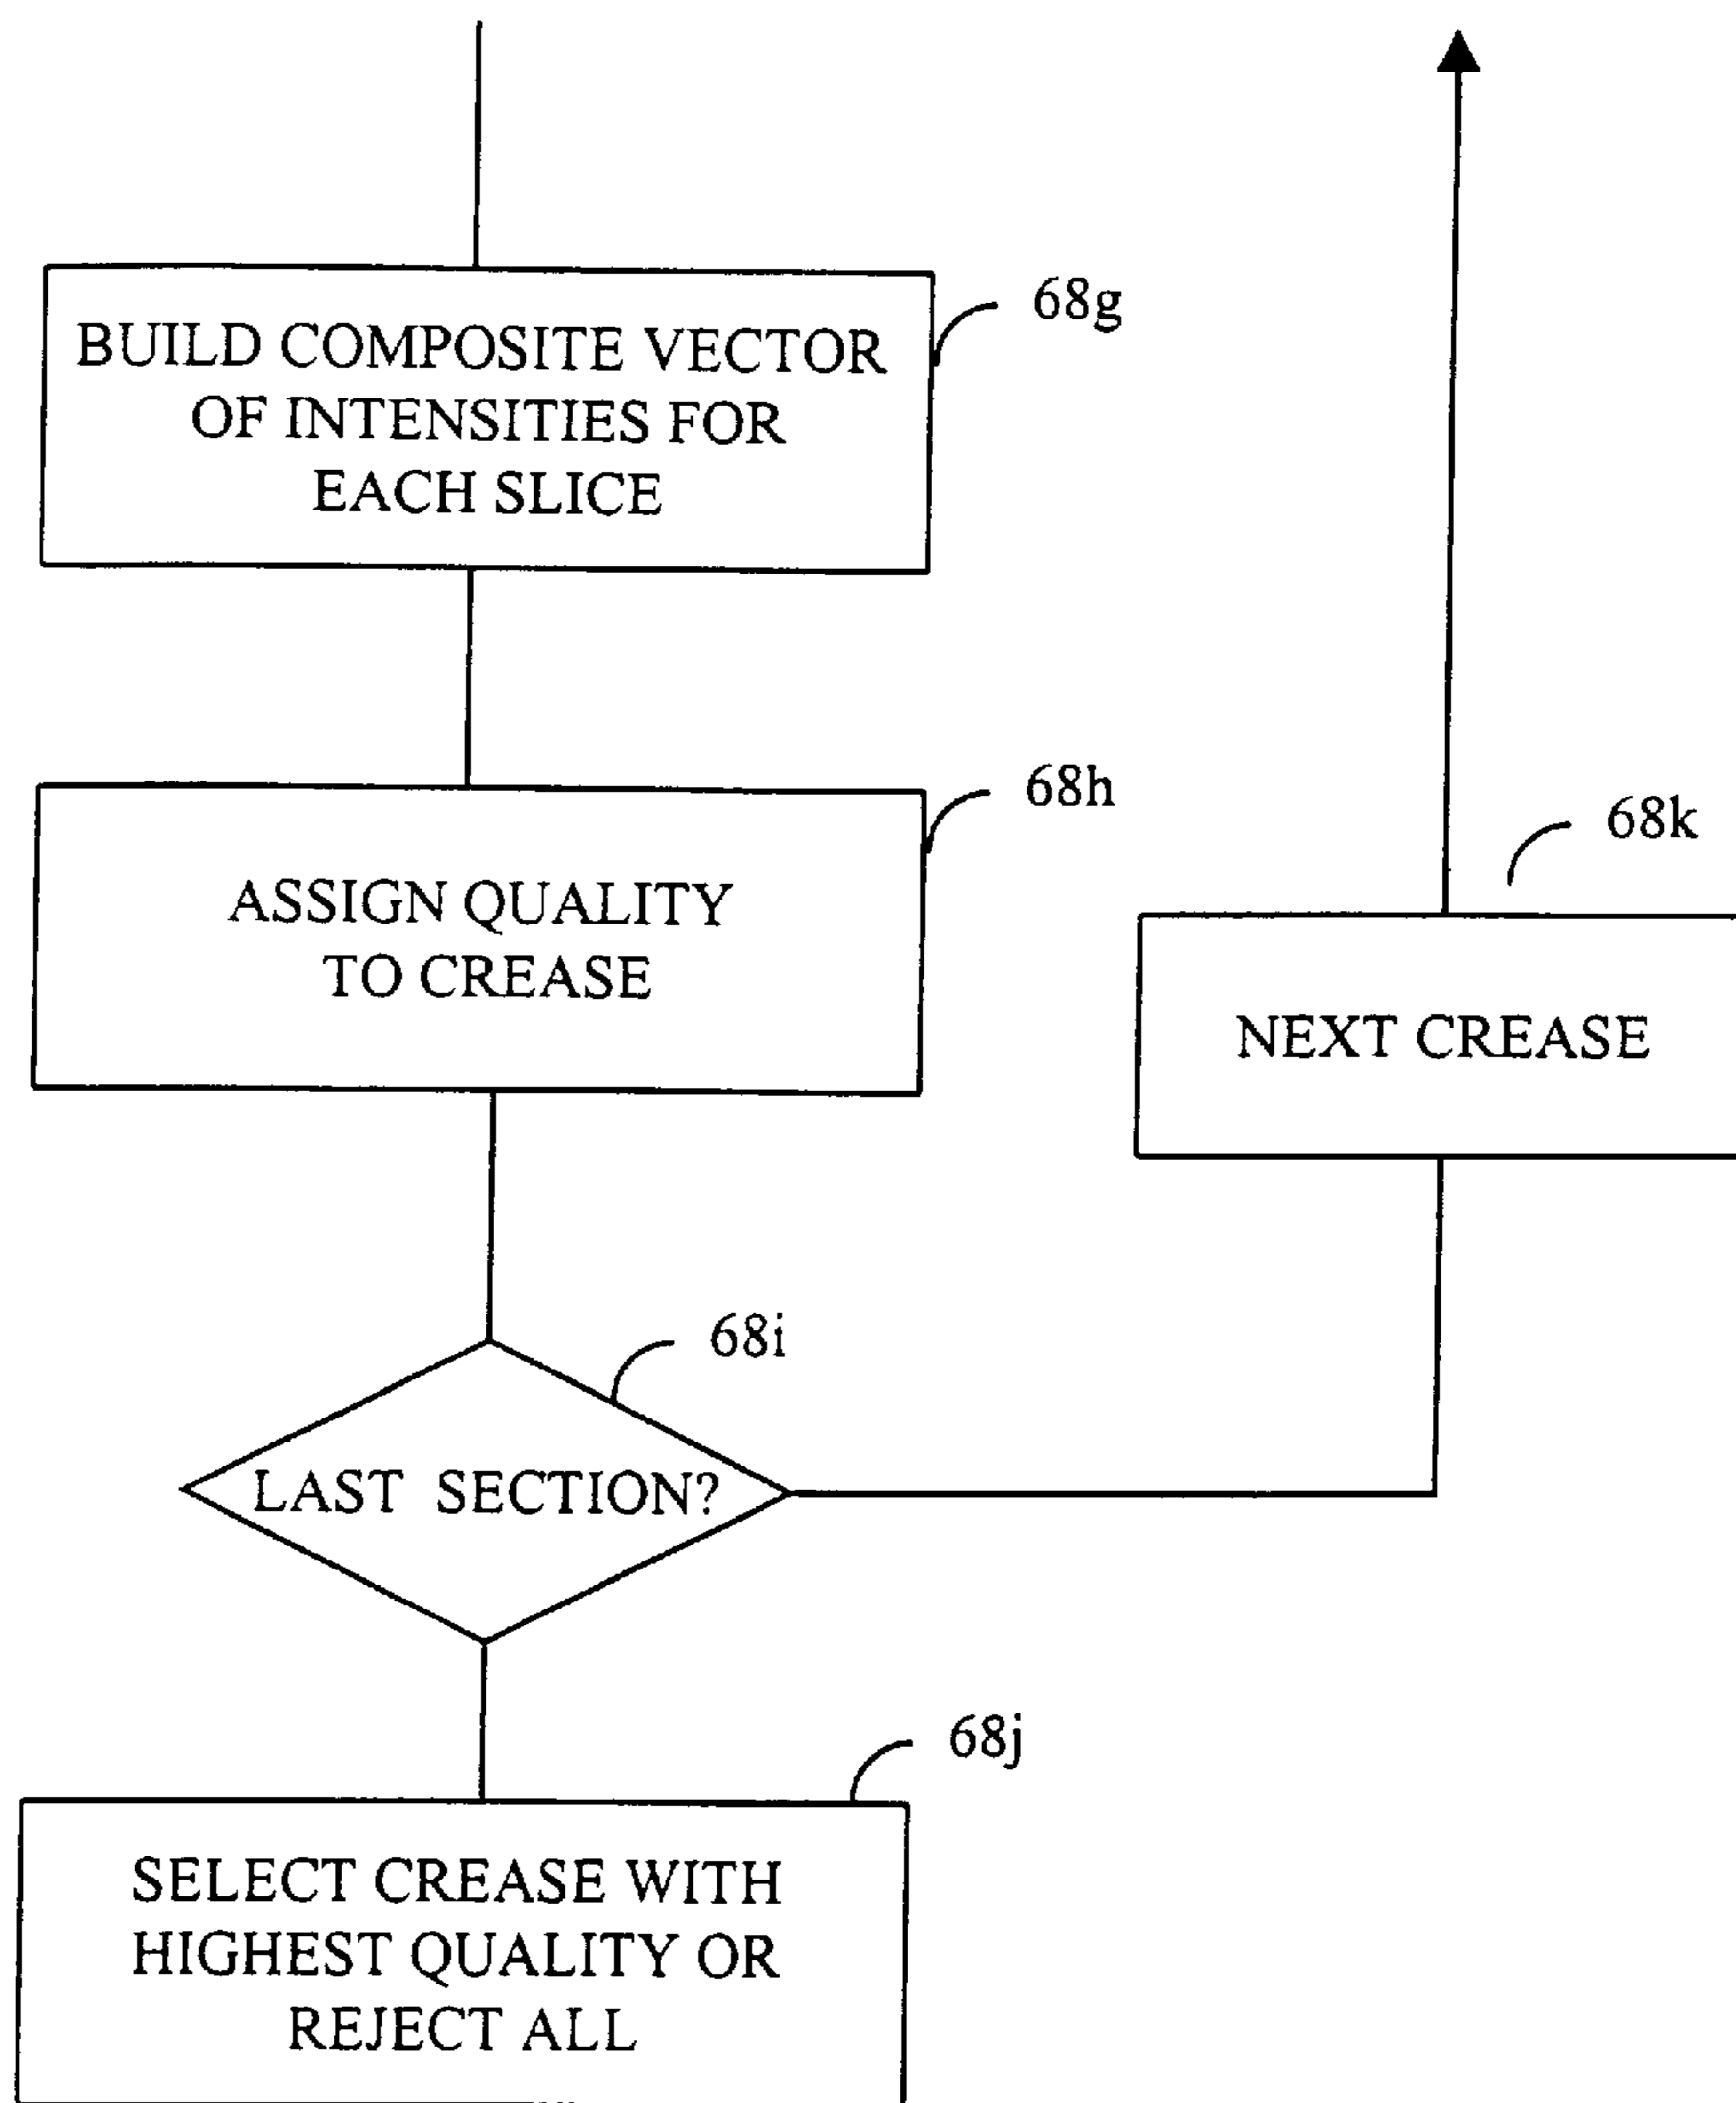 68g
BUILD COMPOSITE VECTOR
OF INTENSITIES FOR
EACH SLICE
68h
ASSIGN QUALITY
TO CREASE
68k
NEXT CREASE
68i
LAST SECTION?
68j
SELECT CREASE WITH
HIGHEST QUALITY OR
REJECT ALL